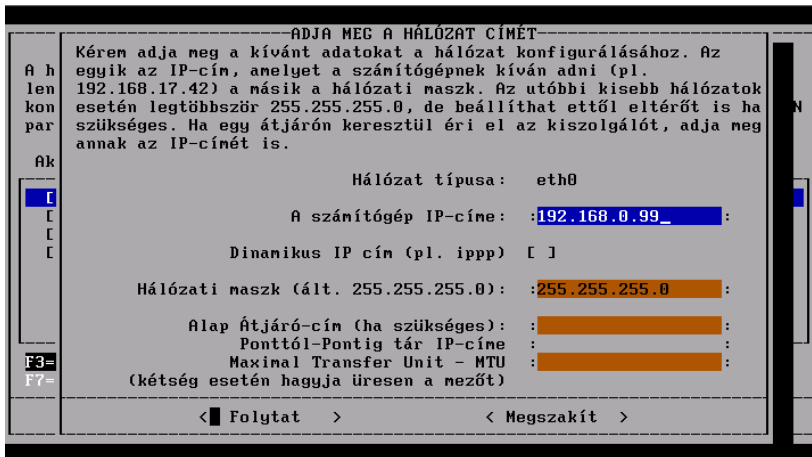 ADJA MEG A HÁLÓZAT CÍMÉT
Kérem adja meg a kívánt adatokat a hálózat konfigurálásához. Az
egyik az IP-cím, amelyet a számítógépnek kíván adni (pl.
192.168.17.42) a másik a hálózati maszk. Az utóbbi kisebb hálózatok
esetén legtöbbször 255.255.255.0, de beállíthat ettől eltérőt is ha
szükséges. Ha egy átjárón keresztül éri el az kiszolgálót, adja meg
annak az IP-címét is.
A h
len
kon N
par
Ak
Hálózat típusa: eth0
A számítógép IP-címe: :192.168.0.99_ :
Dinamikus IP cím (pl. ippp) [ ]
Hálózati maszk (ált. 255.255.255.0): :255.255.255.0 :
Alap Átjáró-cím (ha szükséges): : :
Ponttól-Pontig tár IP-címe : :
Maximal Transfer Unit - MTU : :
(kétség esetén hagyja üresen a mezőt)
[
[
[
[
F3=
F7=
< Folytat > < Megszakít >